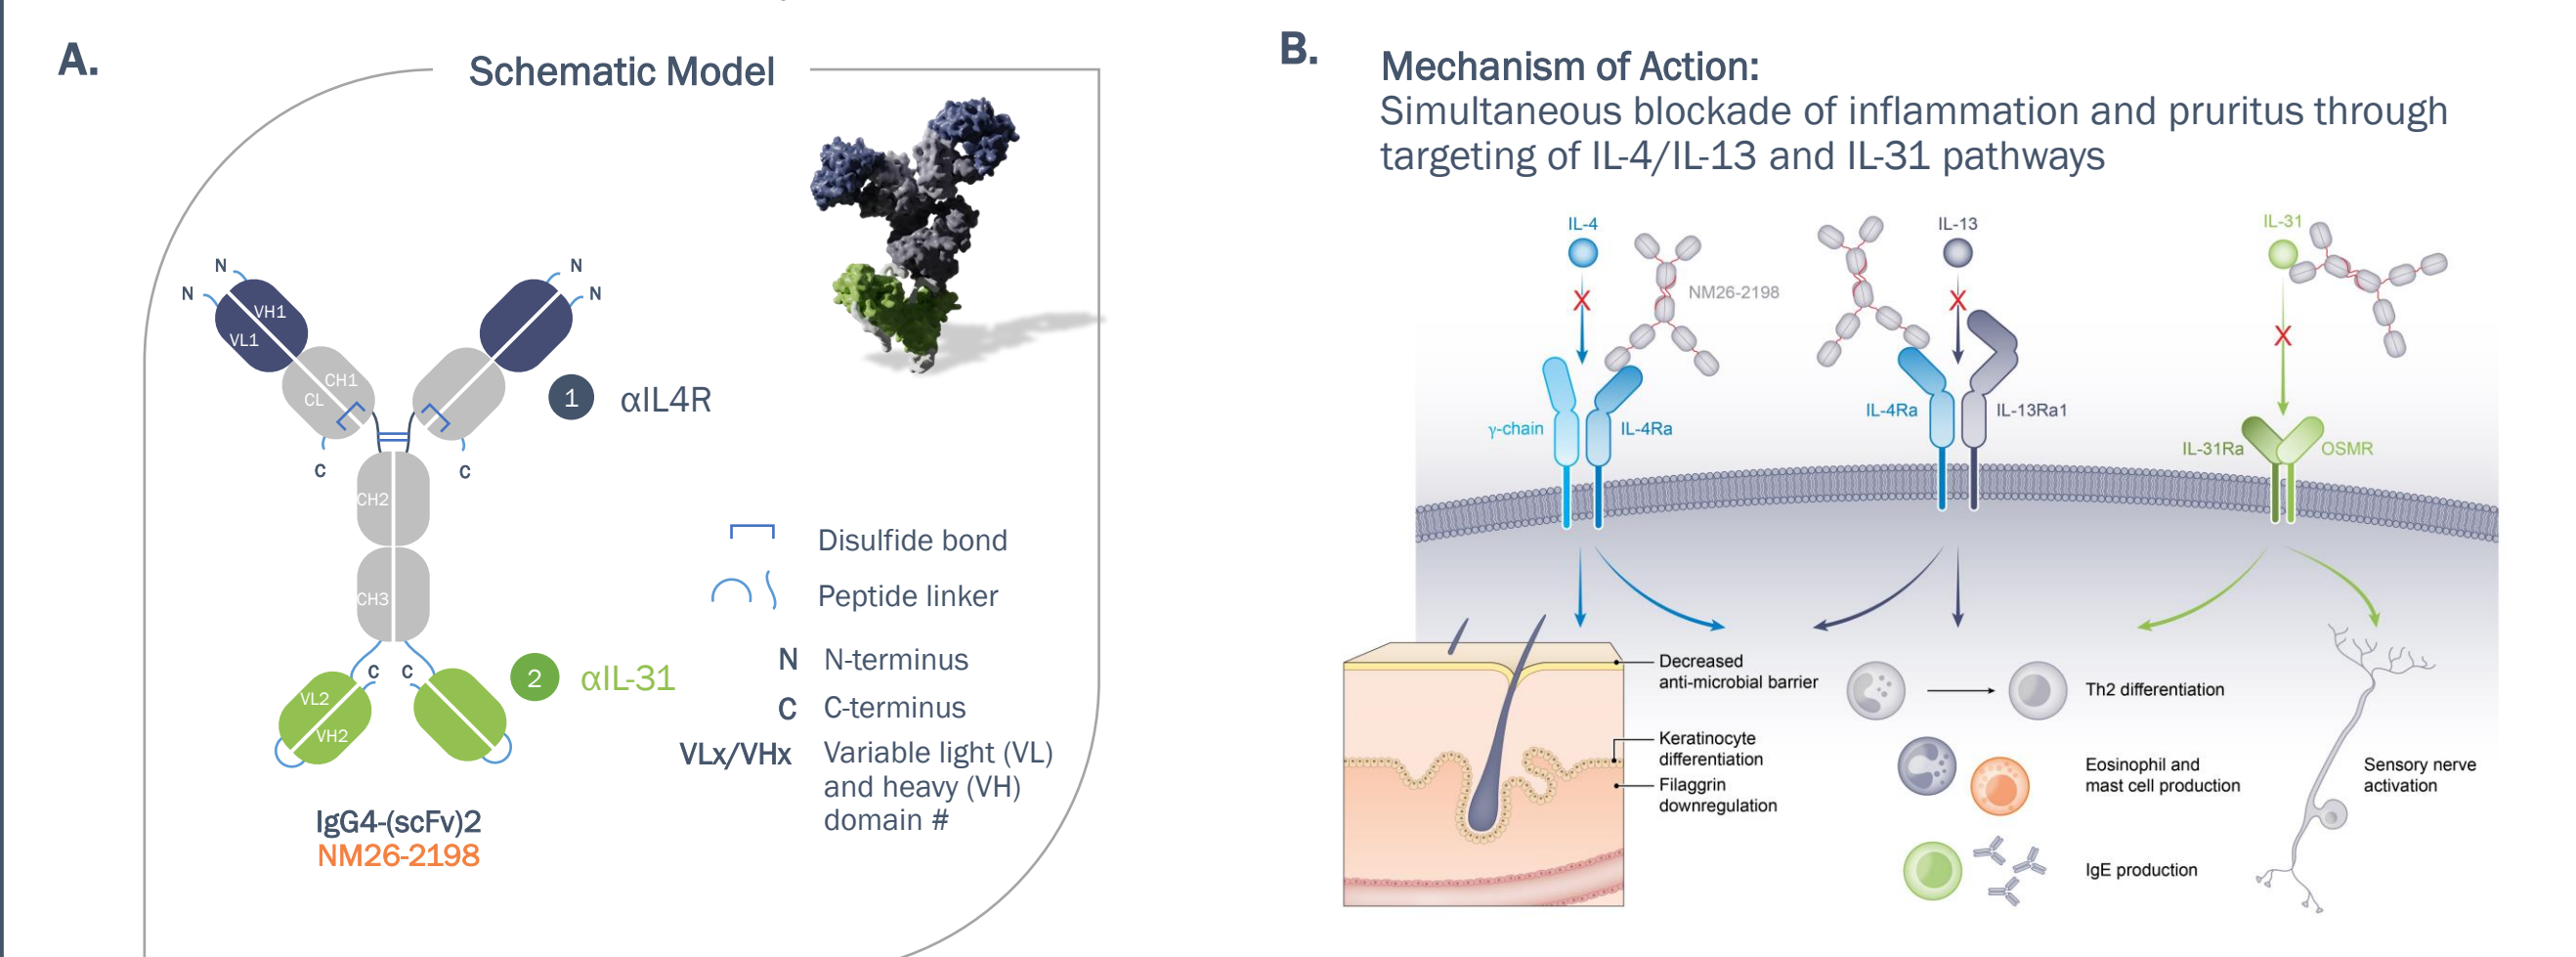 A.
Schematic Model
N
N
VH1
VL1
CH1
CL
C
N
N
C
1 αIL4R
CH2
CH3
C C
VL2
VH2
2 αIL-31
Disulfide bond
Peptide linker
N N-terminus
C C-terminus
VLx/VHx Variable light (VL)
and heavy (VH)
domain #
IgG4-(scFv)2
NM26-2198
B.
Mechanism of Action:
Simultaneous blockade of inflammation and pruritus through
targeting of IL-4/IL-13 and IL-31 pathways
IL-4
X
NM26-2198
γ-chain
IL-4Ra
IL-13
X
IL-4Ra
IL-13Ra1
IL-31
X
IL-31Ra
OSMR
Decreased
anti-microbial barrier
Keratinocyte
differentiation
Filaggrin
downregulation
Th2 differentiation
Eosinophil and
mast cell production
IgE production
Sensory nerve
activation